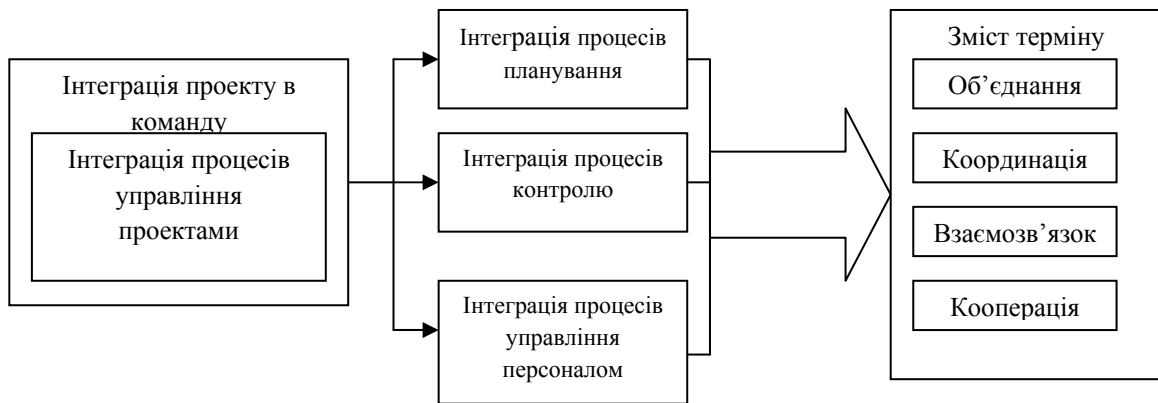 Інтеграція проекту в
команду
Інтеграція процесів
управління
проектами
Інтеграція процесів
планування
Інтеграція процесів
контролю
Інтеграція процесів
управління
персоналом
Зміст терміну
Об’єднання
Координація
Взаємозв’язок
Кооперація